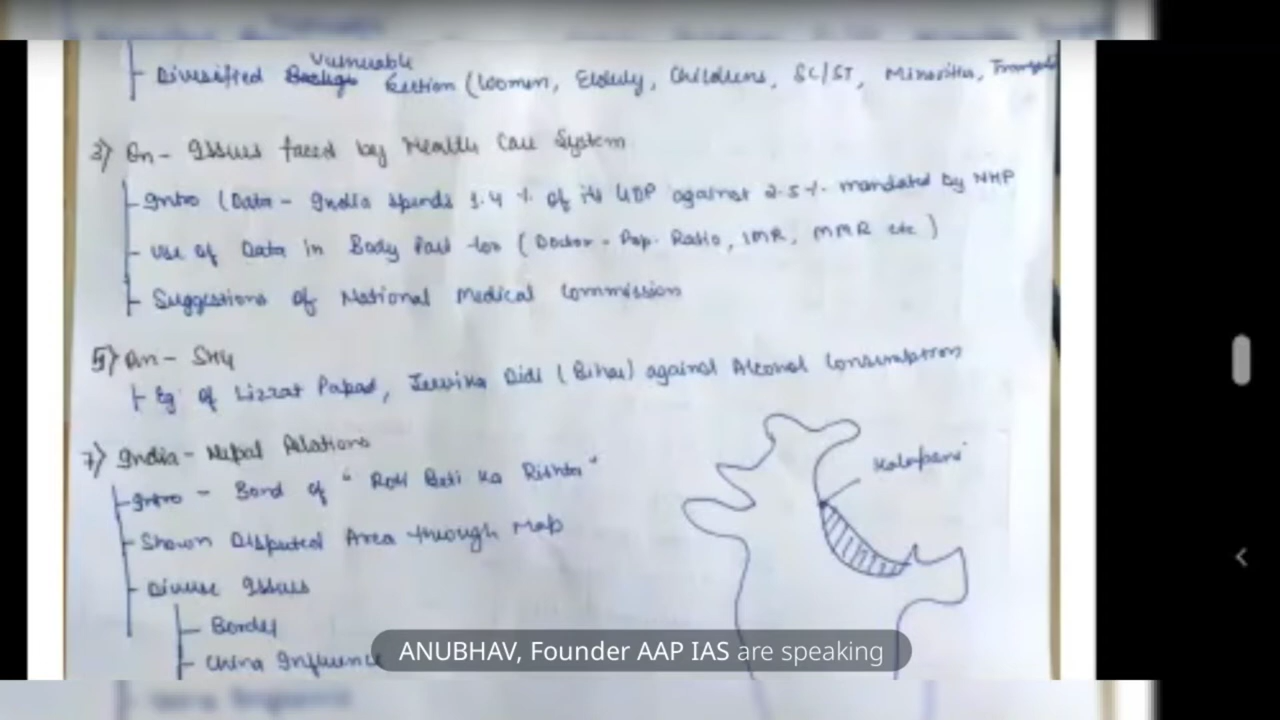 Vulnerable
Diversified Section (Women, Elderly, Childrens, SC/ST, Minorities,
3) Qn - Issues faced by Health Care System
Intro (Data - India spends 1.4 % of its GDP against 2.5 % mandated by NHP
Use of Data in Body Part too ( Doctor - Pop. Ratio, IMR, MMR etc )
Suggestions of National Medical Commission
5) Qn - SHG
Eg of Lizzat Papad, Jeevika Didi ( Bihar) against Alcohol Consumption
7) India - Nepal Relations
Kalapani
Intro - Bond of " Roti Beti Ka Rishta "
Shown Disputed Area through Map
Diverse Issues
Border
China Influence
ANUBHAV, Founder AAP IAS are speaking